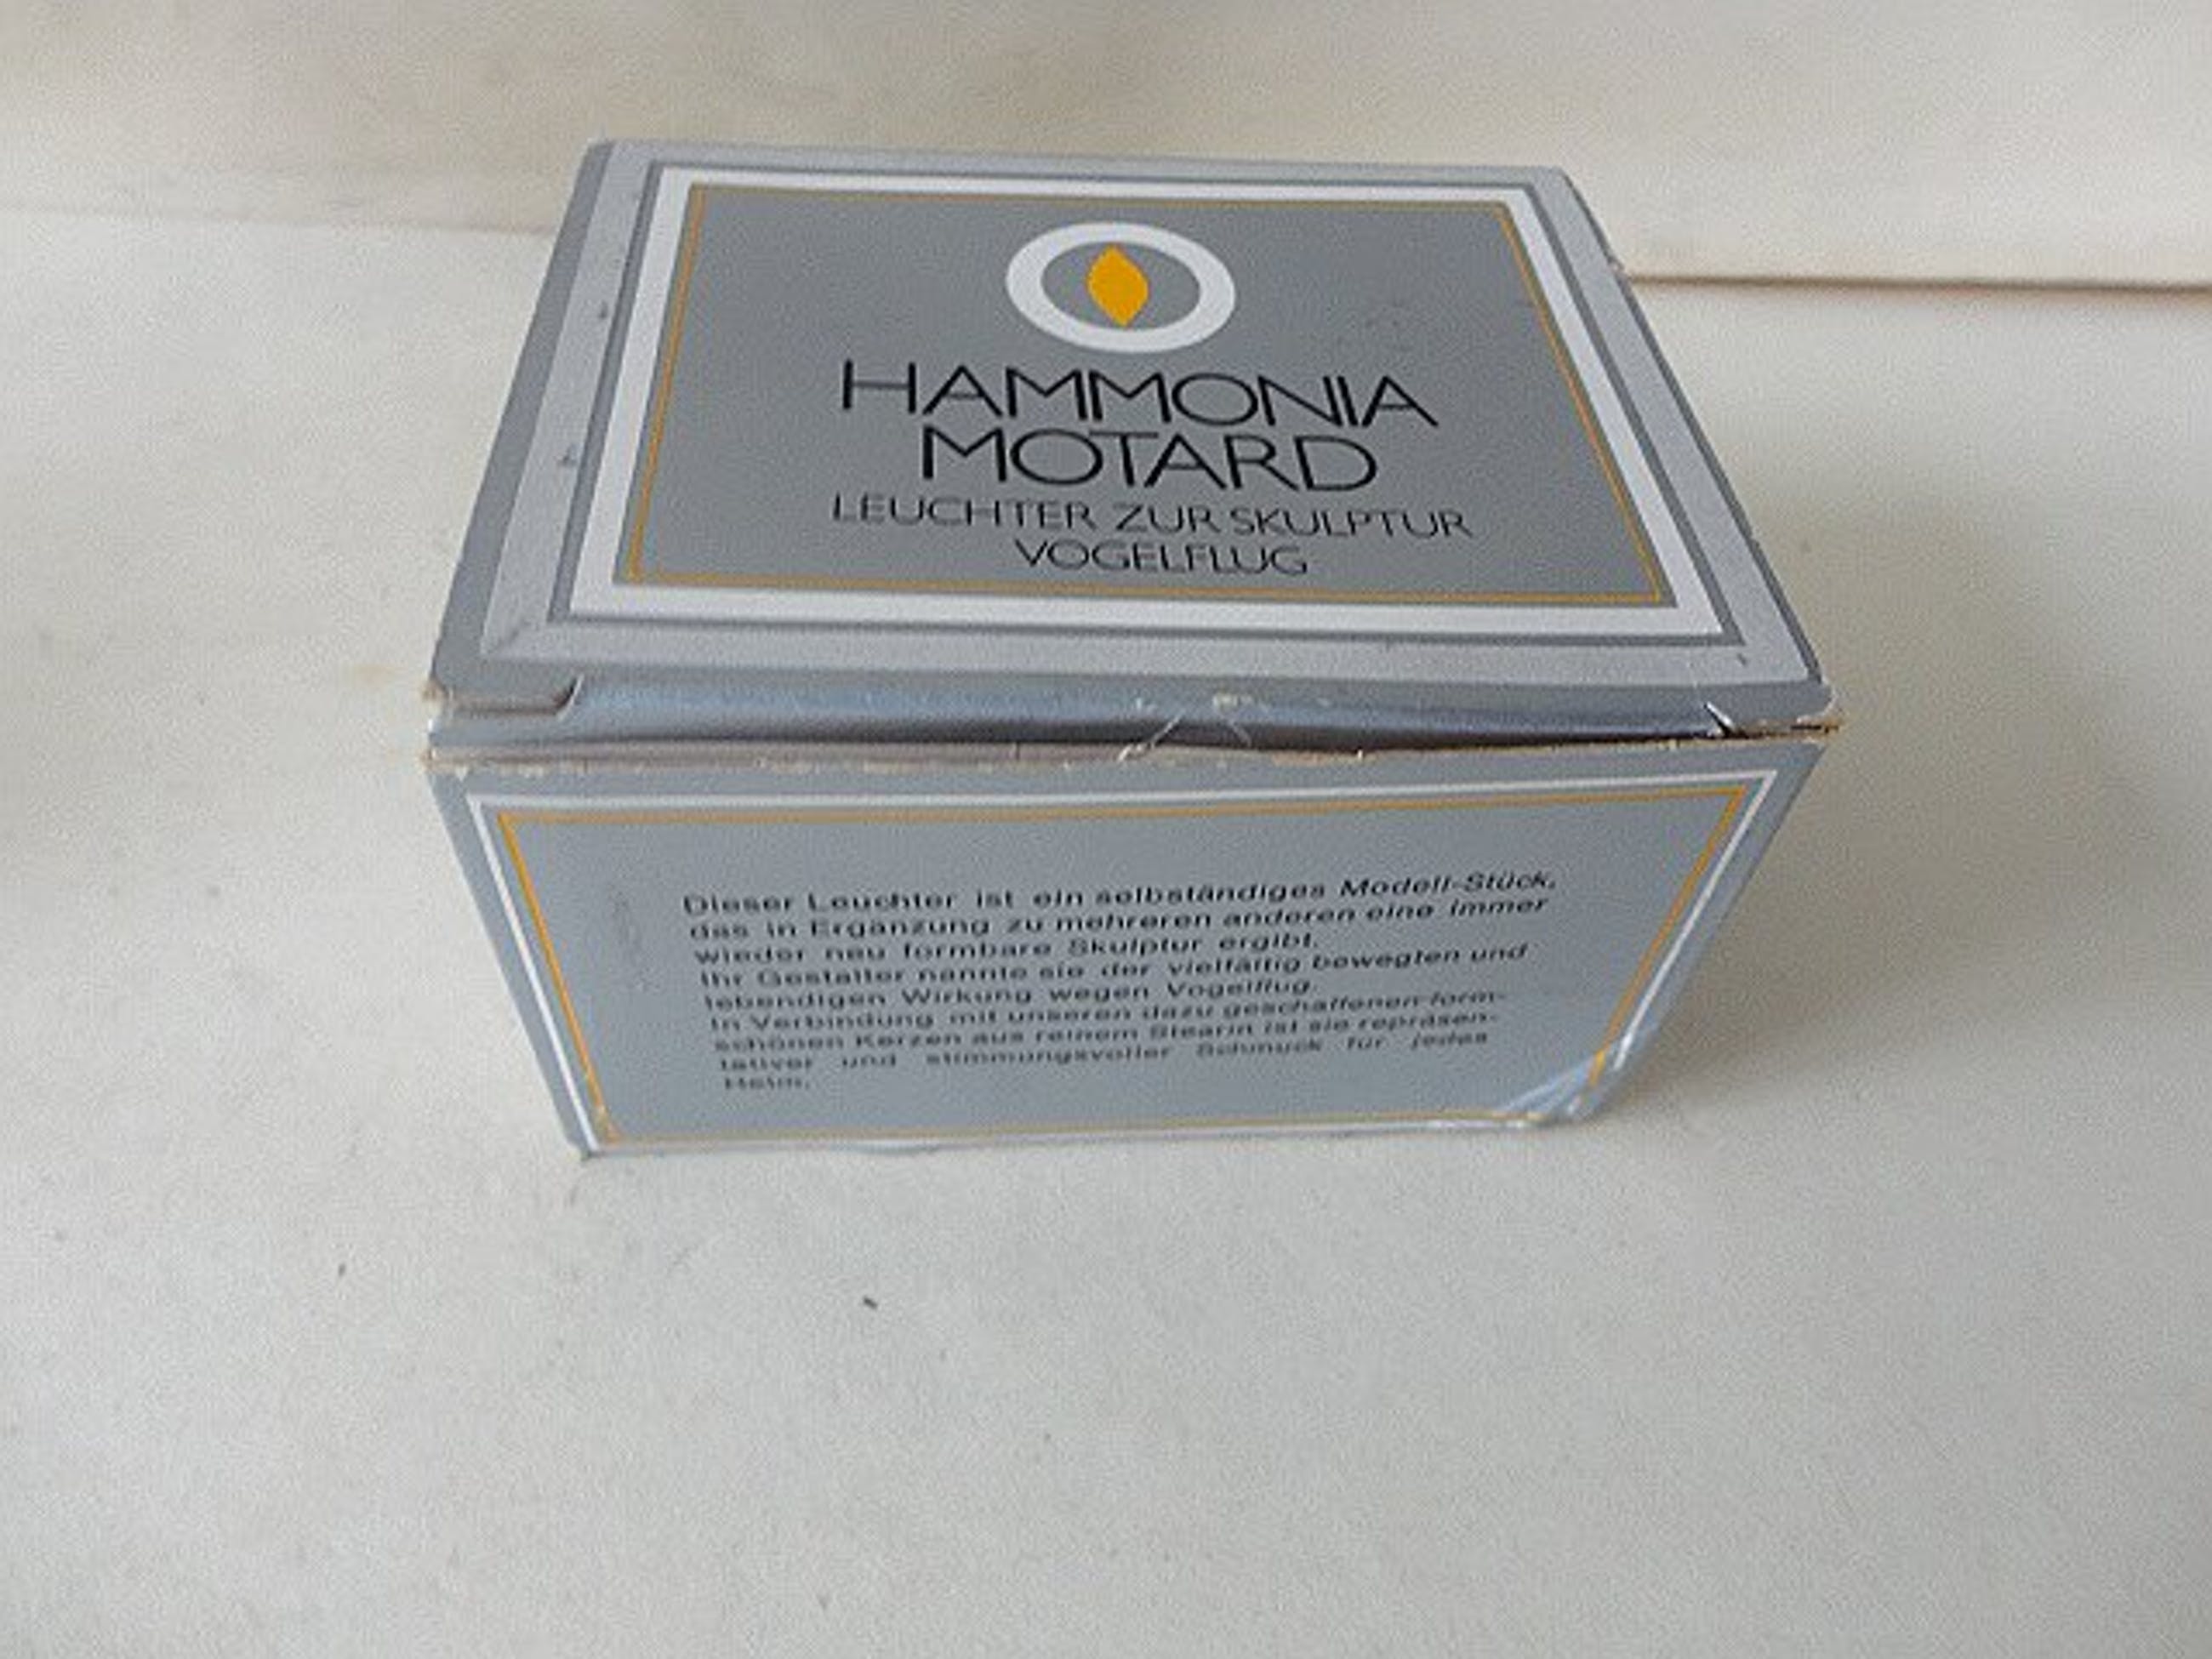 HAMMONIA
MOTARD
LEUCHTER ZUR SKULPTUR
VOGELFLUG
Dieser Leuchter ist ein selbständiges Modell-Stück,
das in Ergänzung zu mehreren anderen eine immer
wieder neu formbare Skulptur ergibt.
Ihr Gestalter nannte sie der vielfältig bewegten und
lebendigen Wirkung wegen Vogelflug.
In Verbindung mit unseren dazu geschaffenen form-
schönen Kerzen aus reinem Stearin ist sie repräsen-
tativer und stimmungsvoller Schmuck für jedes
Heim.